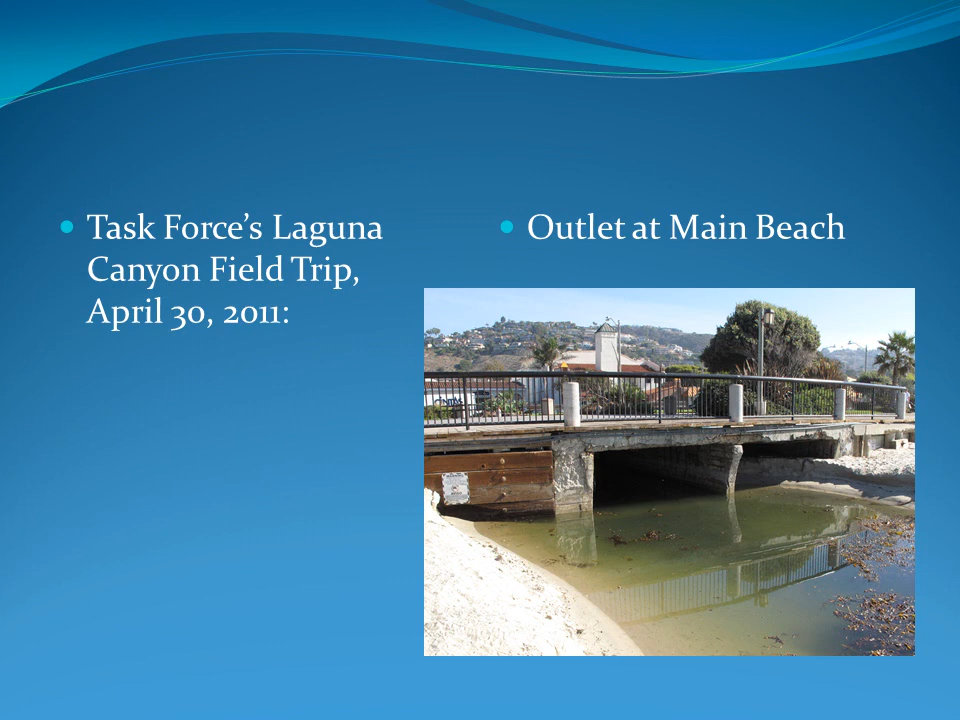 Task Force’s Laguna
Canyon Field Trip,
April 30, 2011:
Outlet at Main Beach